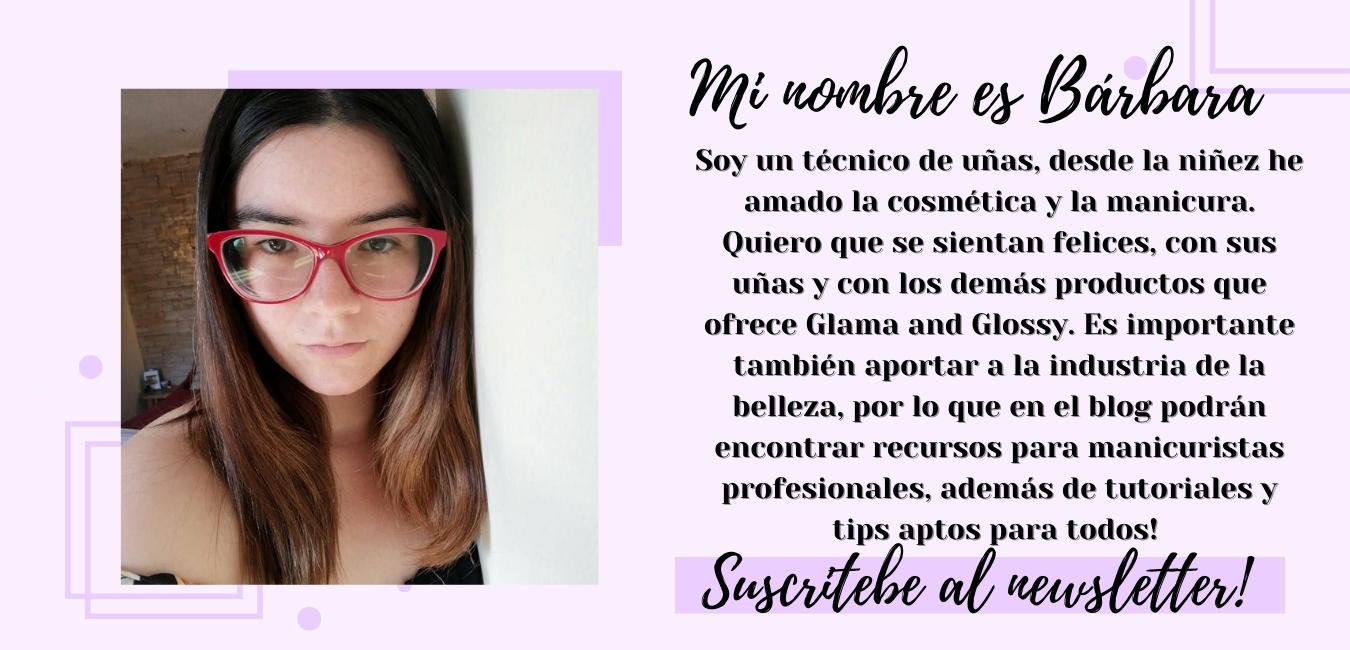 Mi nombre es Bárbara
Soy un técnico de uñas, desde la niñez he
amado la cosmética y la manicura.
Quiero que se sientan felices, con sus
uñas y con los demás productos que
ofrece Glama and Glossy. Es importante
también aportar a la industria de la
belleza, por lo que en el blog podrán
encontrar recursos para manicuristas
profesionales, además de tutoriales y
tips aptos para todos!
Suscritebe al newsletter!